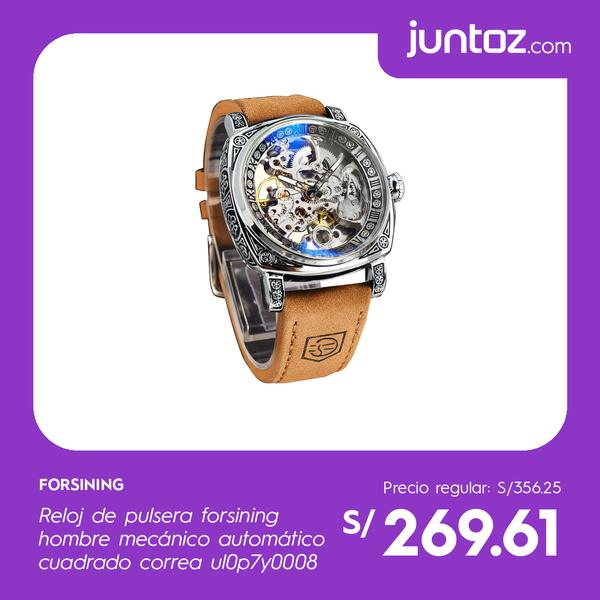 juntoz.com
FORSINING
Reloj de pulsera forsining
hombre mecánico automático
cuadrado correa ul0p7y0008
Precio regular: S/356.25
S/ 269.61